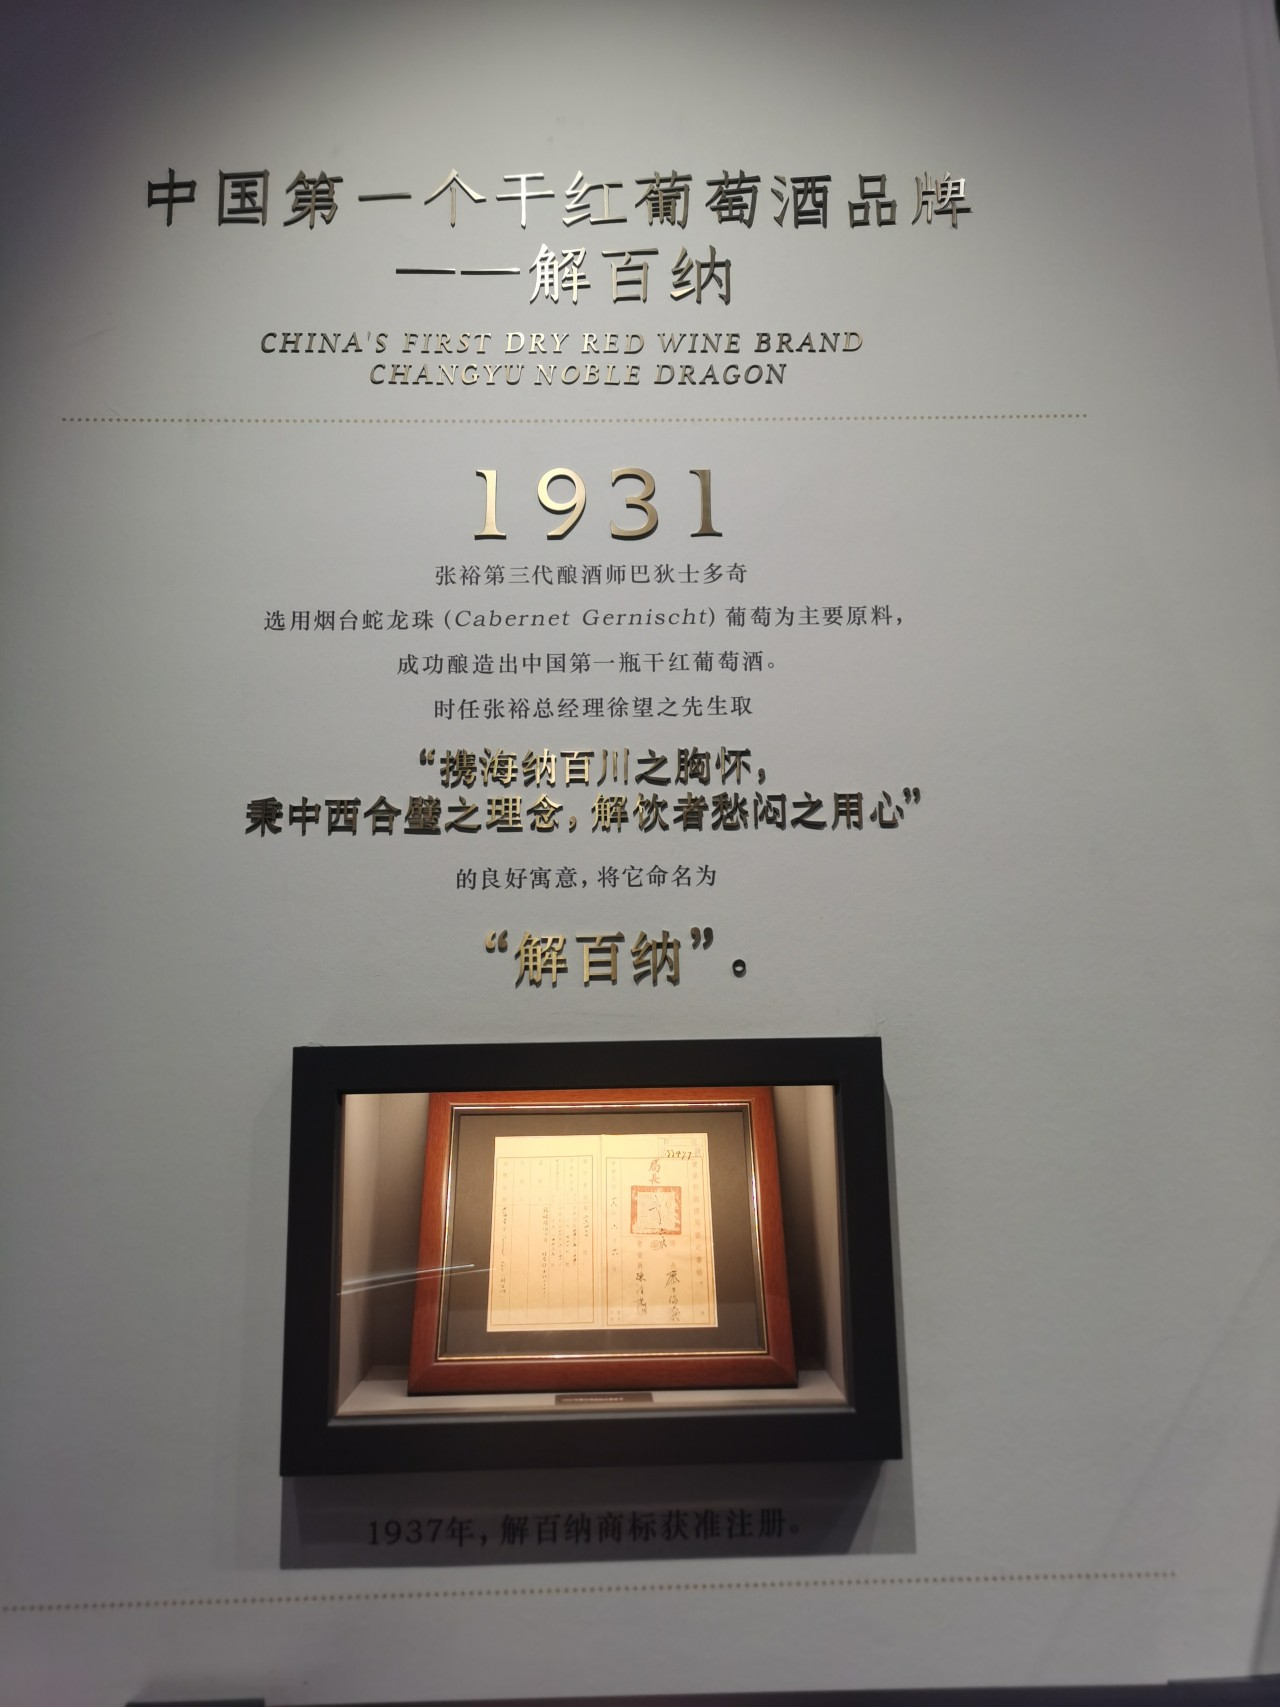 中国第一个干红葡萄酒品牌
——解百纳
CHINA'S FIRST DRY RED WINE BRAND
CHANGYU NOBLE DRAGON
1931
张裕第三代酿酒师巴狄士多奇
选用烟台蛇龙珠(Cabernet Gernischt)葡萄为主要原料，
成功酿造出中国第一瓶干红葡萄酒。
时任张裕总经理徐望之先生取
“携海纳百川之胸怀，
秉中西合璧之理念，解饮者愁闷之用心”
的良好寓意，将它命名为
“解百纳”。
局長
1937年，解百纳商标获准注册。